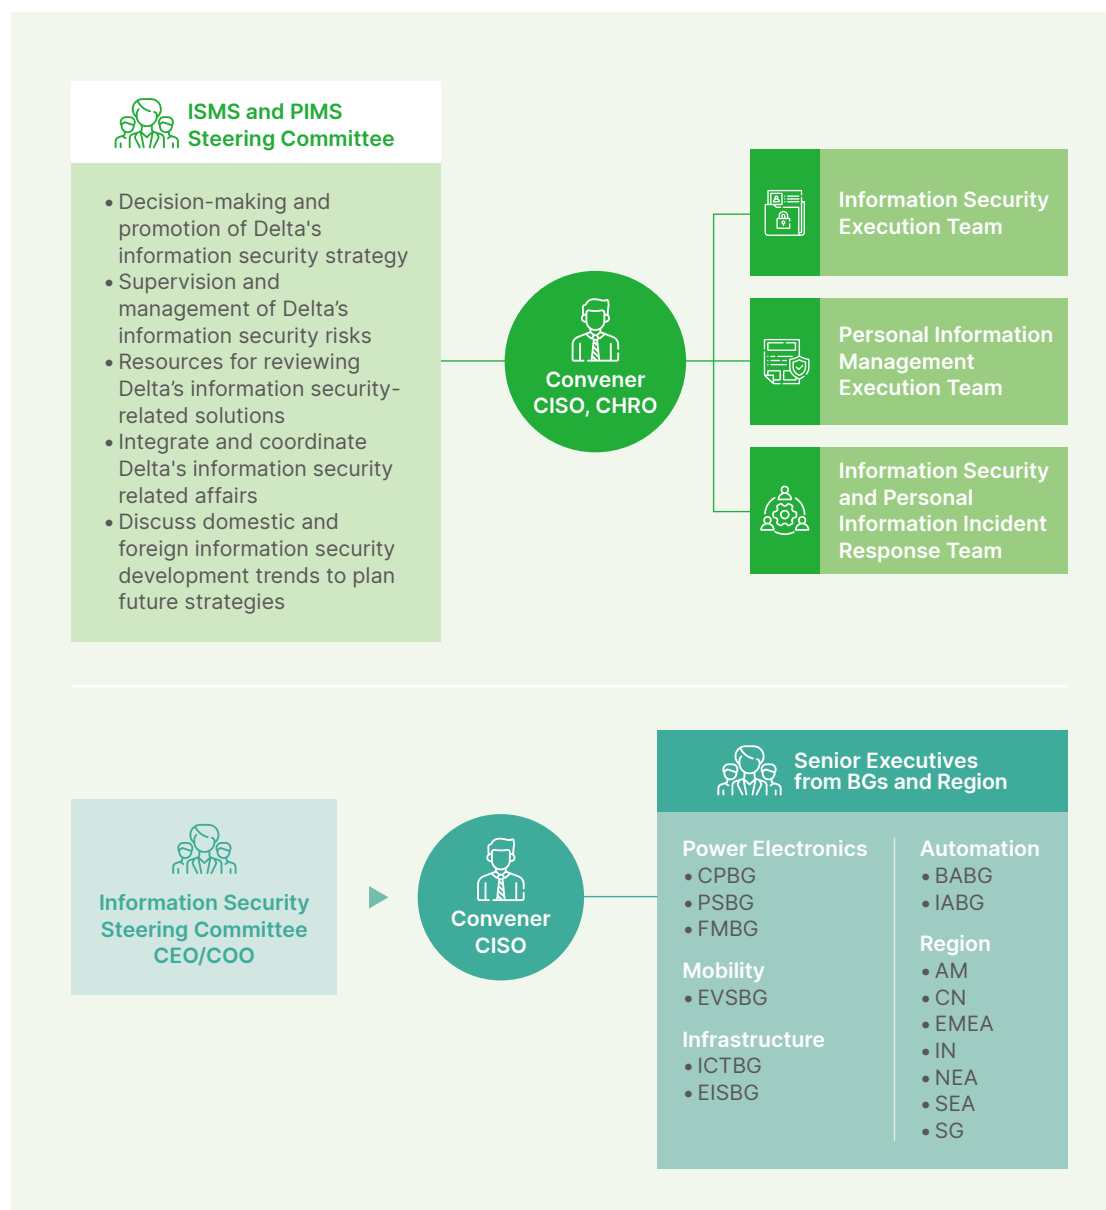 ISMS and PIMS
Steering Committee
• Decision-making and
promotion of Delta's
information security strategy
• Supervision and
management of Delta’s
information security risks
• Resources for reviewing
Delta’s information security-
related solutions
• Integrate and coordinate
Delta's information security
related affairs
• Discuss domestic and
foreign information security
development trends to plan
future strategies
Convener
CISO, CHRO
Information Security
Execution Team
Personal Information
Management
Execution Team
Information Security
and Personal
Information Incident
Response Team
Information Security
Steering Committee
CEO/COO
Convener
CISO
Senior Executives
from BGs and Region
Power Electronics
• CPBG
• PSBG
• FMBG
Mobility
• EVSBG
Infrastructure
• ICTBG
• EISBG
Automation
• BABG
• IABG
Region
• AM
• CN
• EMEA
• IN
• NEA
• SEA
• SG